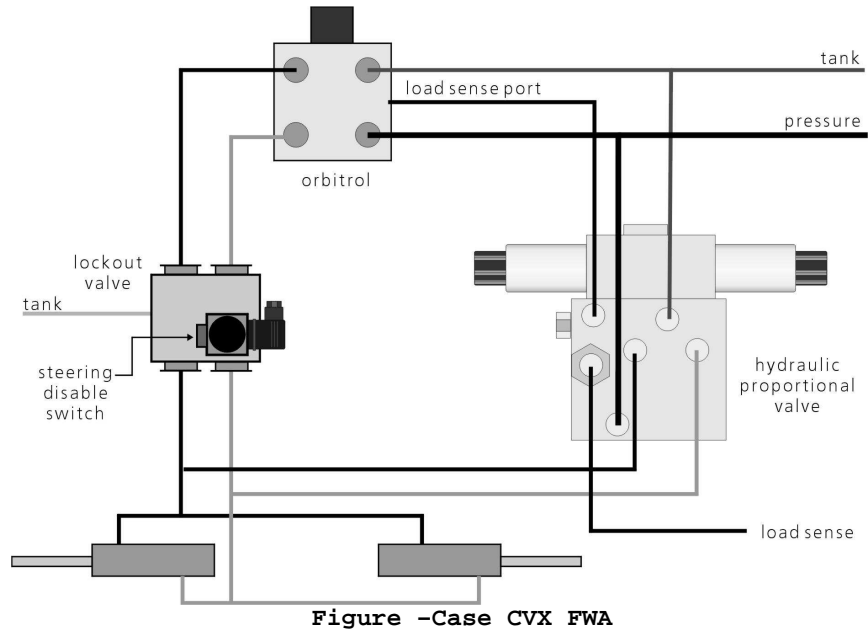 tank
load sense port
pressure
orbitrol
lockout
valve
tank
steering
disable
switch
hydraulic
proportional
valve
load sense
Figure –Case CVX FWA